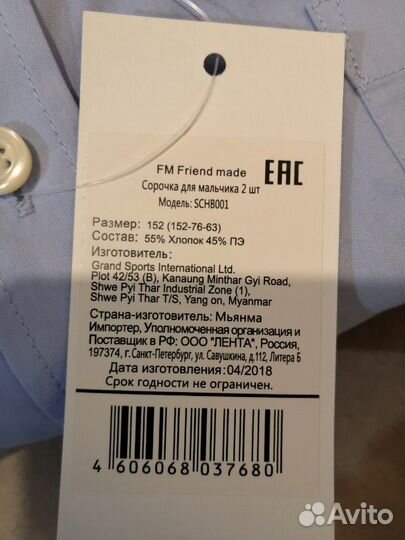 FM Friend made
EAC
Сорочка для мальчика 2 шт
Модель: SCHB001
Размер: 152 (152-76-63)
Состав: 55% Хлопок 45% ПЭ
Изготовитель:
Grand Sports International Ltd.
Plot 42/53 (B), Kanaung Minthar Gyi Road,
Shwe Pyi Thar Industrial Zone (1),
Shwe Pyi Thar T/S, Yang on, Myanmar
Страна-изготовитель: Мьянма
Импортер, Уполномоченная организация и
Поставщик в РФ: ООО "ЛЕНТА", Россия,
197374, г.Санкт-Петербург, ул. Савушкина, д.112, Литера Б
Дата изготовления:04/2018
Срок годности не ограничен.
4 606068 037680
Avito